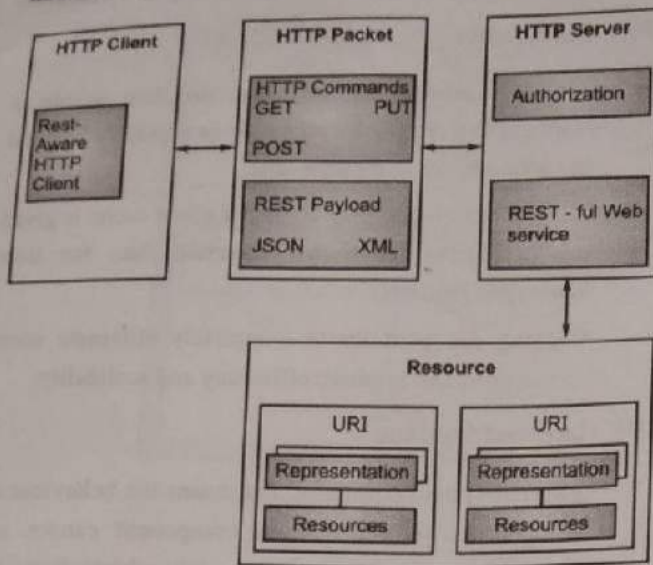 HTTP Client
Rest-
Aware
HTTP
Client
HTTP Packet
HTTP Commands
GET PUT
POST
REST Payload
JSON XML
HTTP Server
Authorization
REST - ful Web
service
Resource
URI
Representation
Resources
URI
Representation
Resources